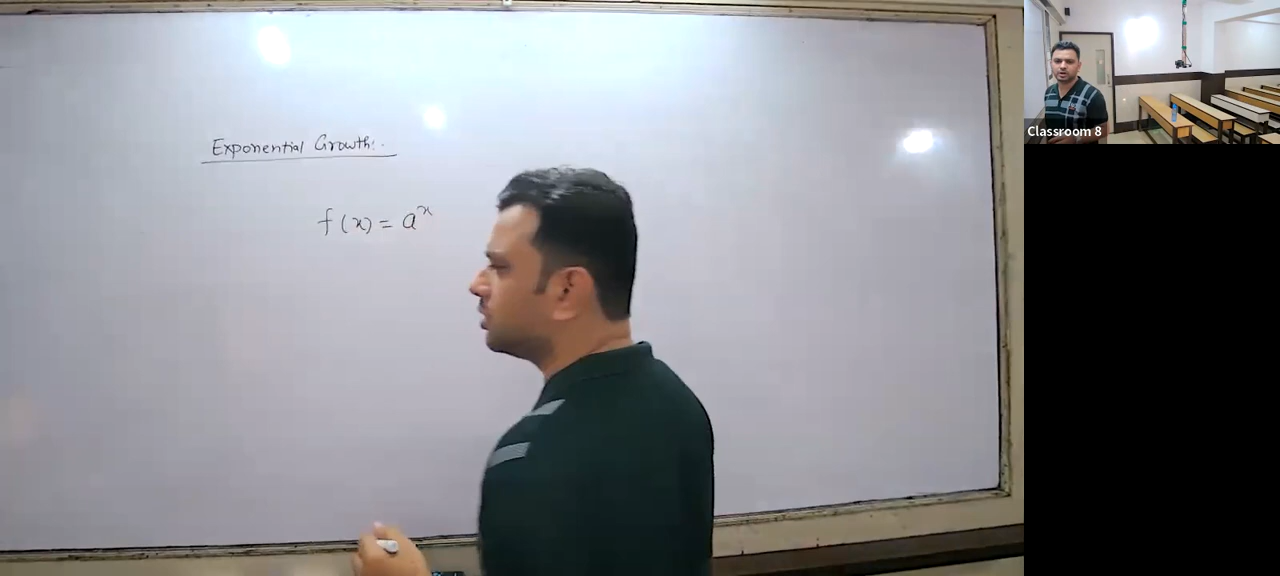 Exponential Growth:
f(x) = a^x
Classroom 8